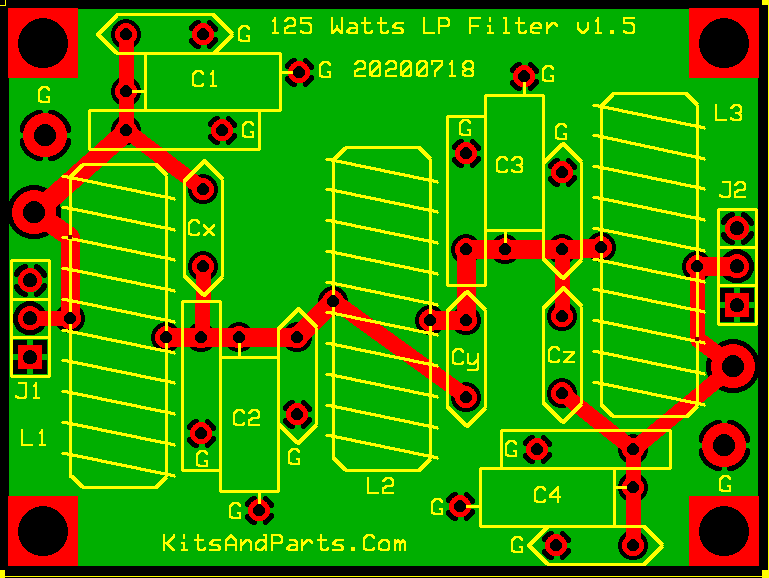 125 Watts LP Filter v1.5
G
C1
G
20200718
G
G
G
G
G
C3
L3
J2
Cx
Cy
Cz
J1
C2
L1
G
G
L2
G
G
G
C4
G
KitsAndParts.Com
G